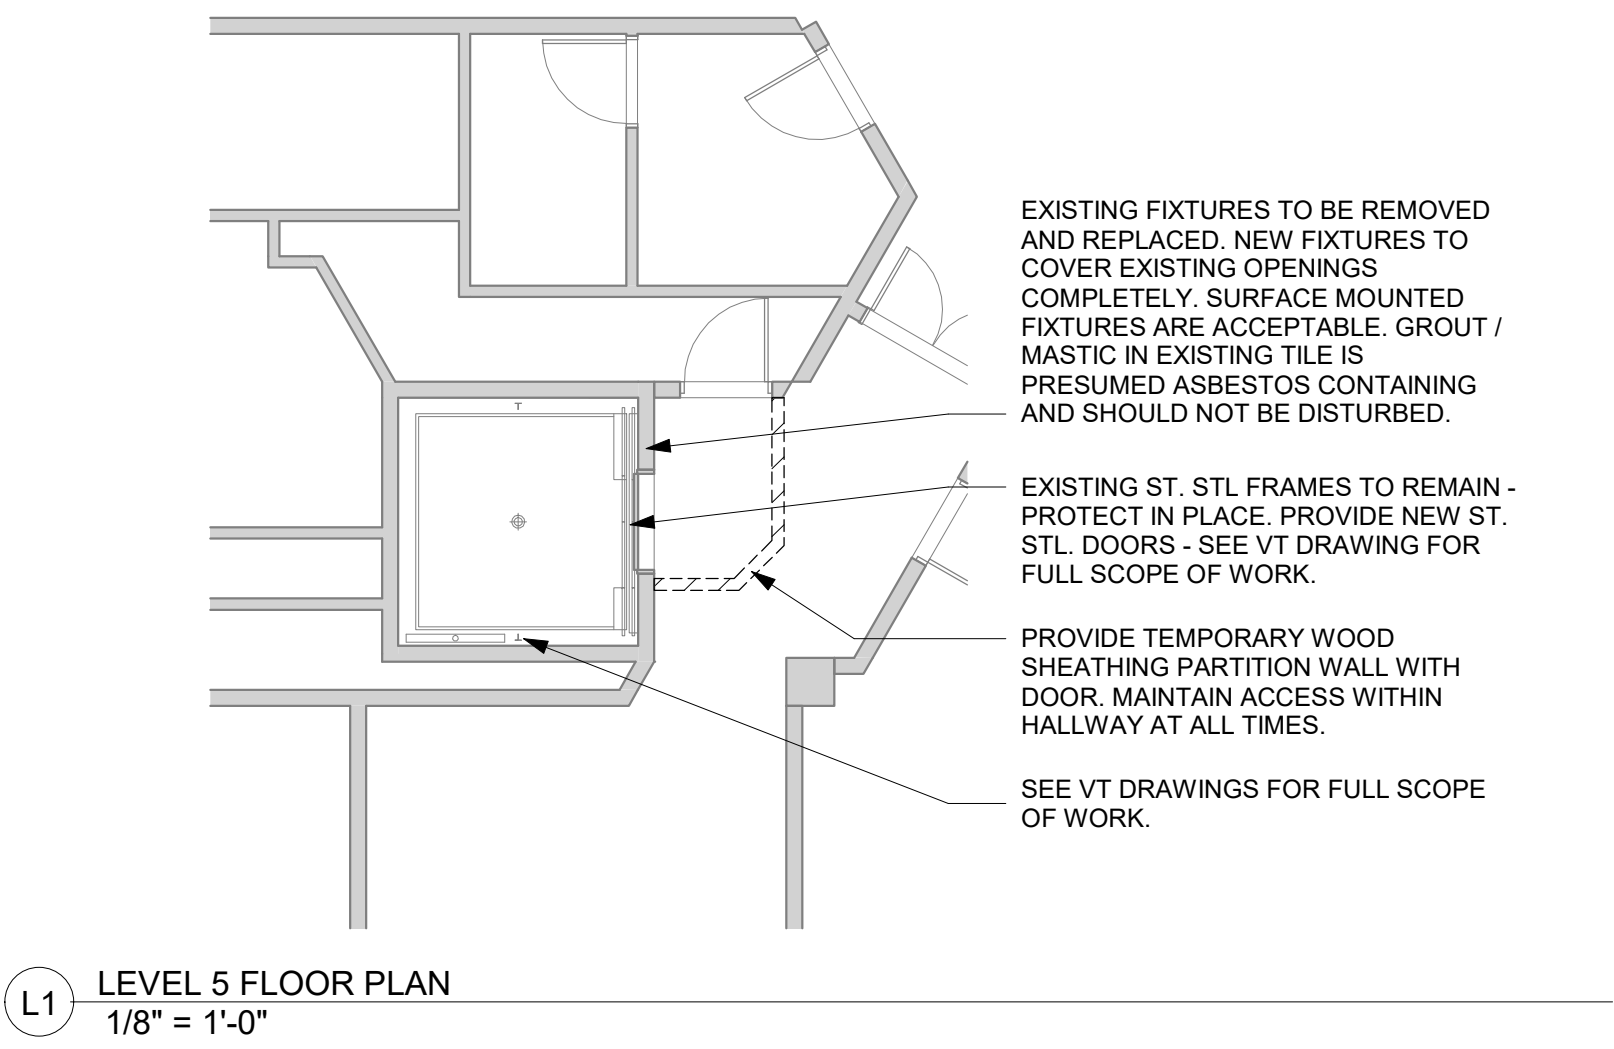 EXISTING FIXTURES TO BE REMOVED
AND REPLACED. NEW FIXTURES TO
COVER EXISTING OPENINGS
COMPLETELY. SURFACE MOUNTED
FIXTURES ARE ACCEPTABLE. GROUT /
MASTIC IN EXISTING TILE IS
PRESUMED ASBESTOS CONTAINING
AND SHOULD NOT BE DISTURBED.
EXISTING ST. STL FRAMES TO REMAIN -
PROTECT IN PLACE. PROVIDE NEW ST.
STL. DOORS - SEE VT DRAWING FOR
FULL SCOPE OF WORK.
PROVIDE TEMPORARY WOOD
SHEATHING PARTITION WALL WITH
DOOR. MAINTAIN ACCESS WITHIN
HALLWAY AT ALL TIMES.
SEE VT DRAWINGS FOR FULL SCOPE
OF WORK.
L1
LEVEL 5 FLOOR PLAN
1/8" = 1'-0"